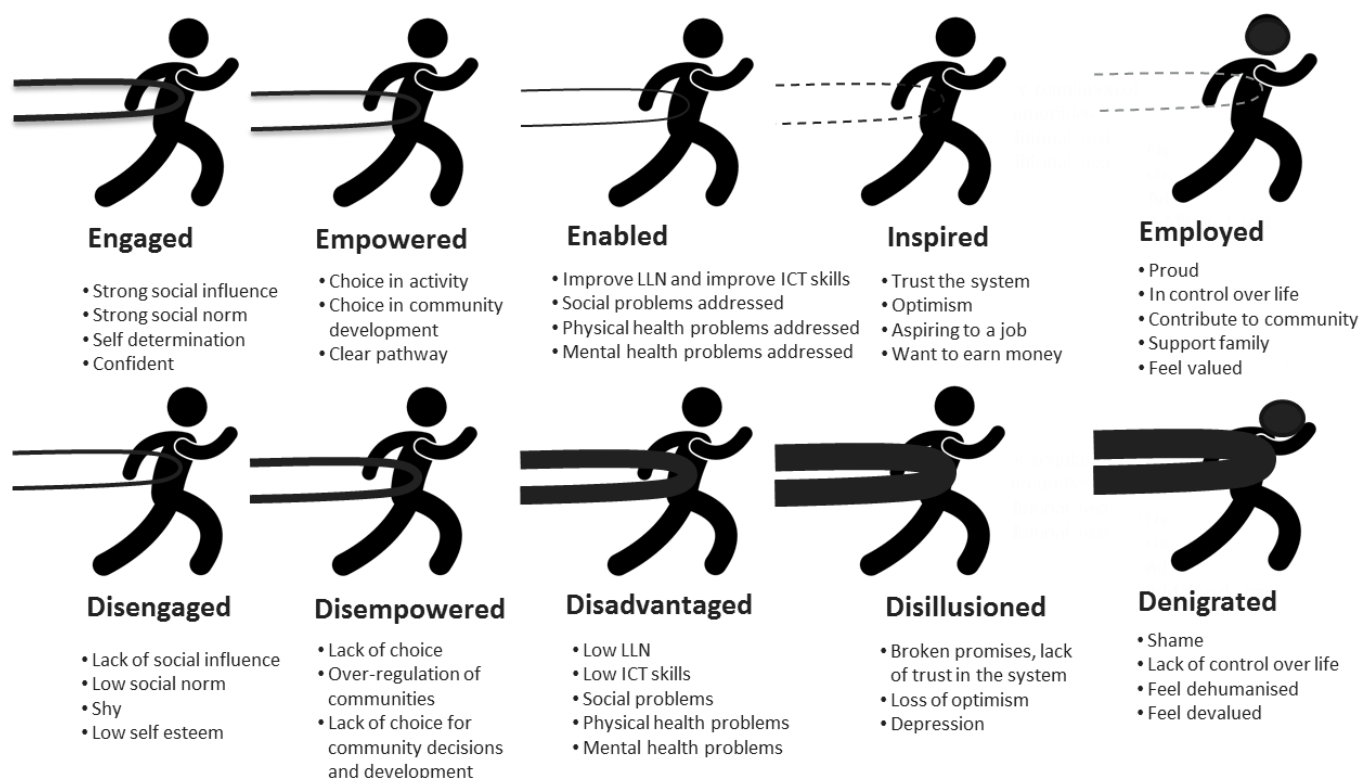 Engaged
• Strong social influence
• Strong social norm
• Self determination
• Confident
Empowered
• Choice in activity
• Choice in community
development
• Clear pathway
Enabled
• Improve LLN and improve ICT skills
• Social problems addressed
• Physical health problems addressed
• Mental health problems addressed
Inspired
• Trust the system
• Optimism
• Aspiring to a job
• Want to earn money
Employed
• Proud
• In control over life
• Contribute to community
• Support family
• Feel valued
Disengaged
• Lack of social influence
• Low social norm
• Shy
• Low self esteem
Disempowered
• Lack of choice
• Over-regulation of
communities
• Lack of choice for
community decisions
and development
Disadvantaged
• Low LLN
• Low ICT skills
• Social problems
• Physical health problems
• Mental health problems
Disillusioned
• Broken promises, lack
of trust in the system
• Loss of optimism
• Depression
Denigrated
• Shame
• Lack of control over life
• Feel dehumanised
• Feel devalued